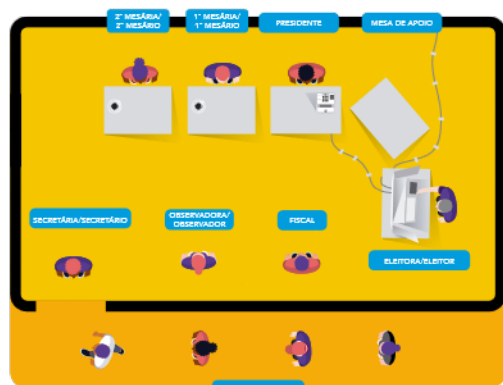 2ª MESÁRIA/
2º MESÁRIO
1ª MESÁRIA/
1º MESÁRIO
PRESIDENTE
MESA DE APOIO
SECRETÁRIA/SECRETÁRIO
OBSERVADORA/
OBSERVADOR
FISCAL
ELEITORA/ELEITOR